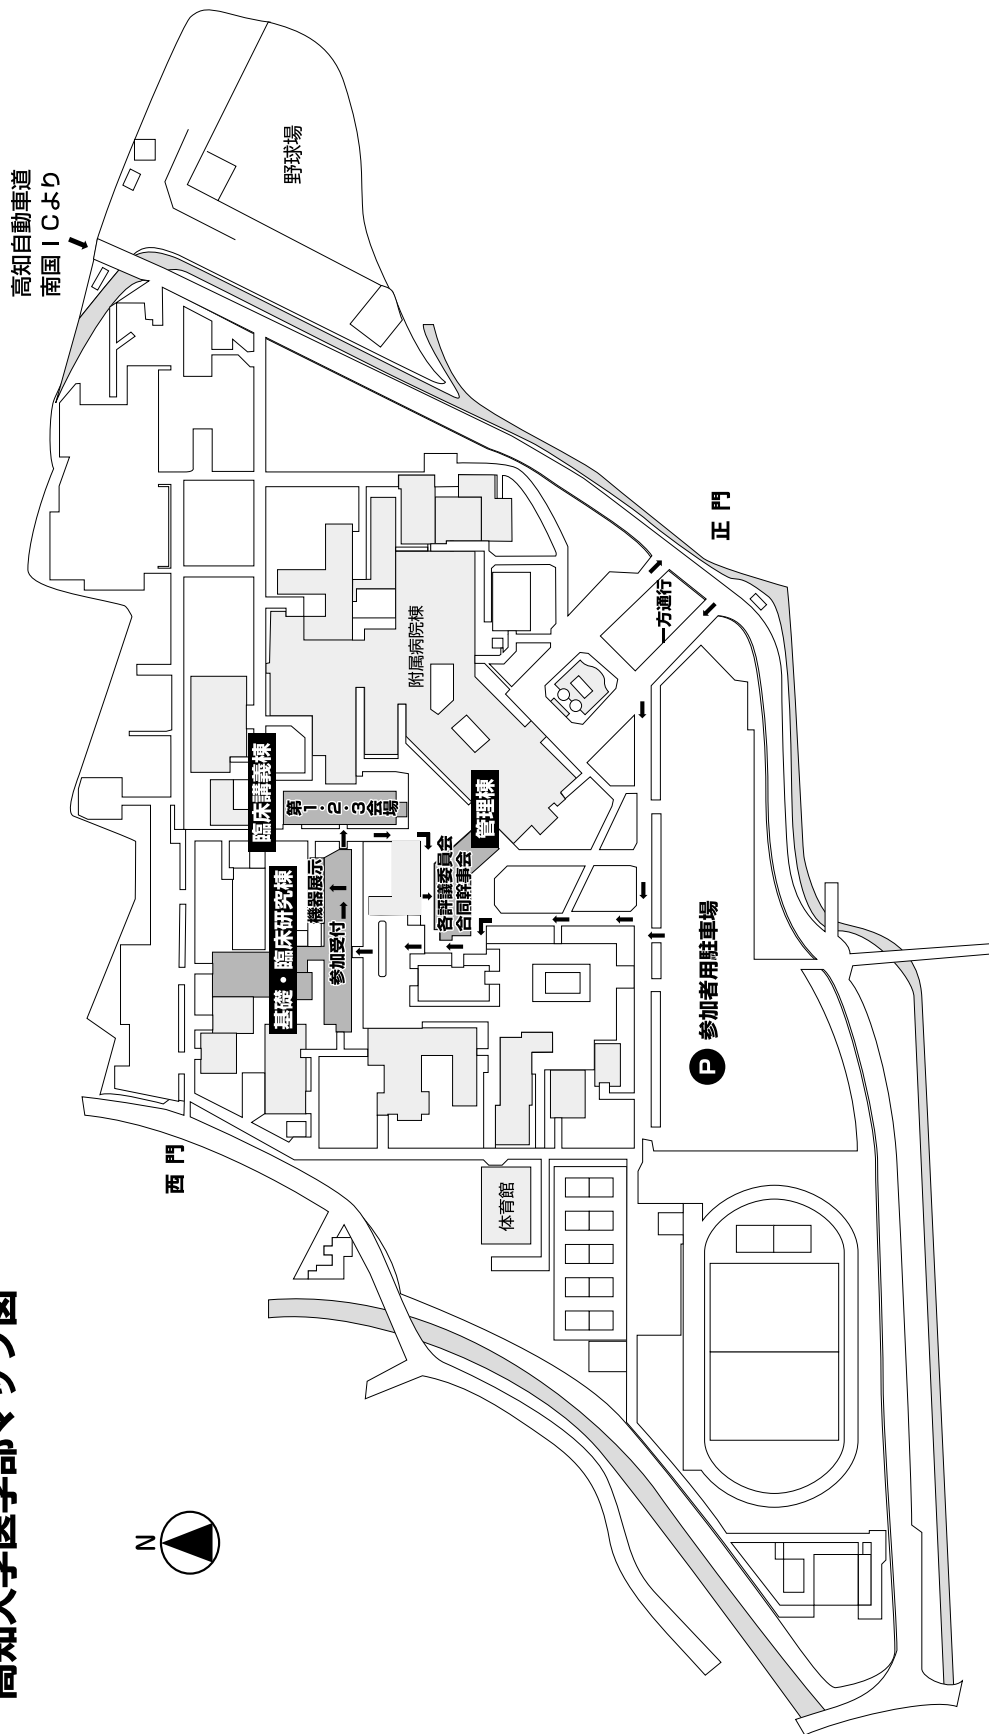 高知大学医学部マップ図
N
高知自動車道
南国ICより
野球場
附属病院棟
臨床講義棟
第1・2・3会場
基礎・臨床研究棟
機器展示
参加受付
管理棟
各評議委員会
合同幹事会
一方通行
正門
P 参加者用駐車場
西門
体育館